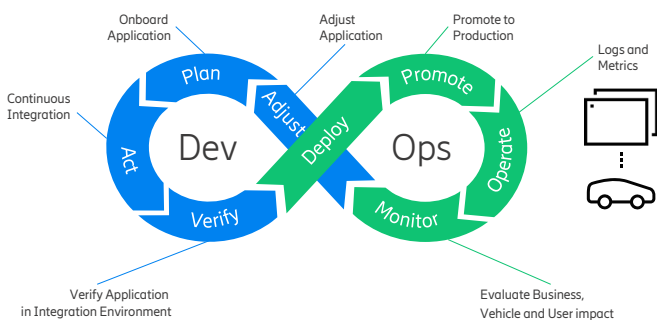 Onboard
Application
Adjust
Application
Promote to
Production
Logs and
Metrics
Continuous
Integration
Plan
Adjust
Promote
Dev
Deploy
Ops
Act
Operate
Verify
Monitor
Verify Application
in Integration Environment
Evaluate Business,
Vehicle and User impact